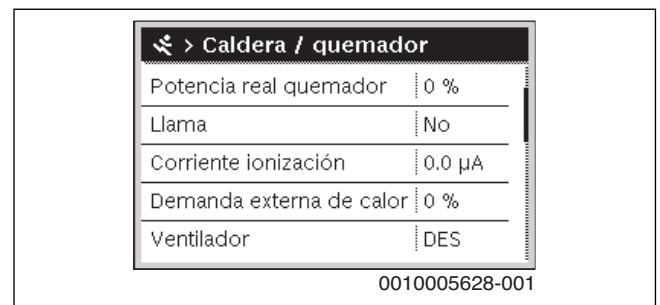 > Caldera / quemador
Potencia real quemador 0 %
Llama No
Corriente ionización 0.0 µA
Demanda externa de calor 0 %
Ventilador DES
0010005628-001